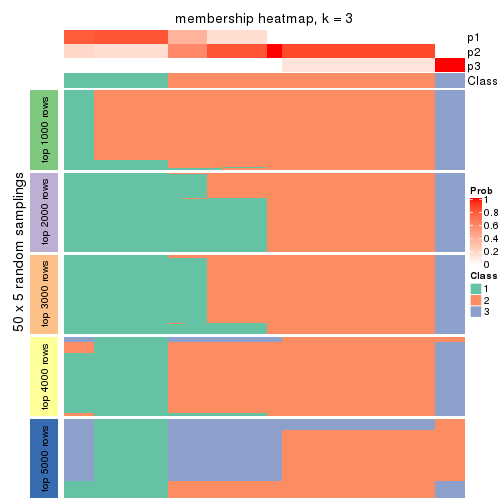 membership heatmap, k = 3
p1
p2
p3
Class
50 x 5 random samplings
top 1000 rows
top 2000 rows
top 3000 rows
top 4000 rows
top 5000 rows
Prob
1
0.8
0.6
0.4
0.2
0
Class
1
2
3